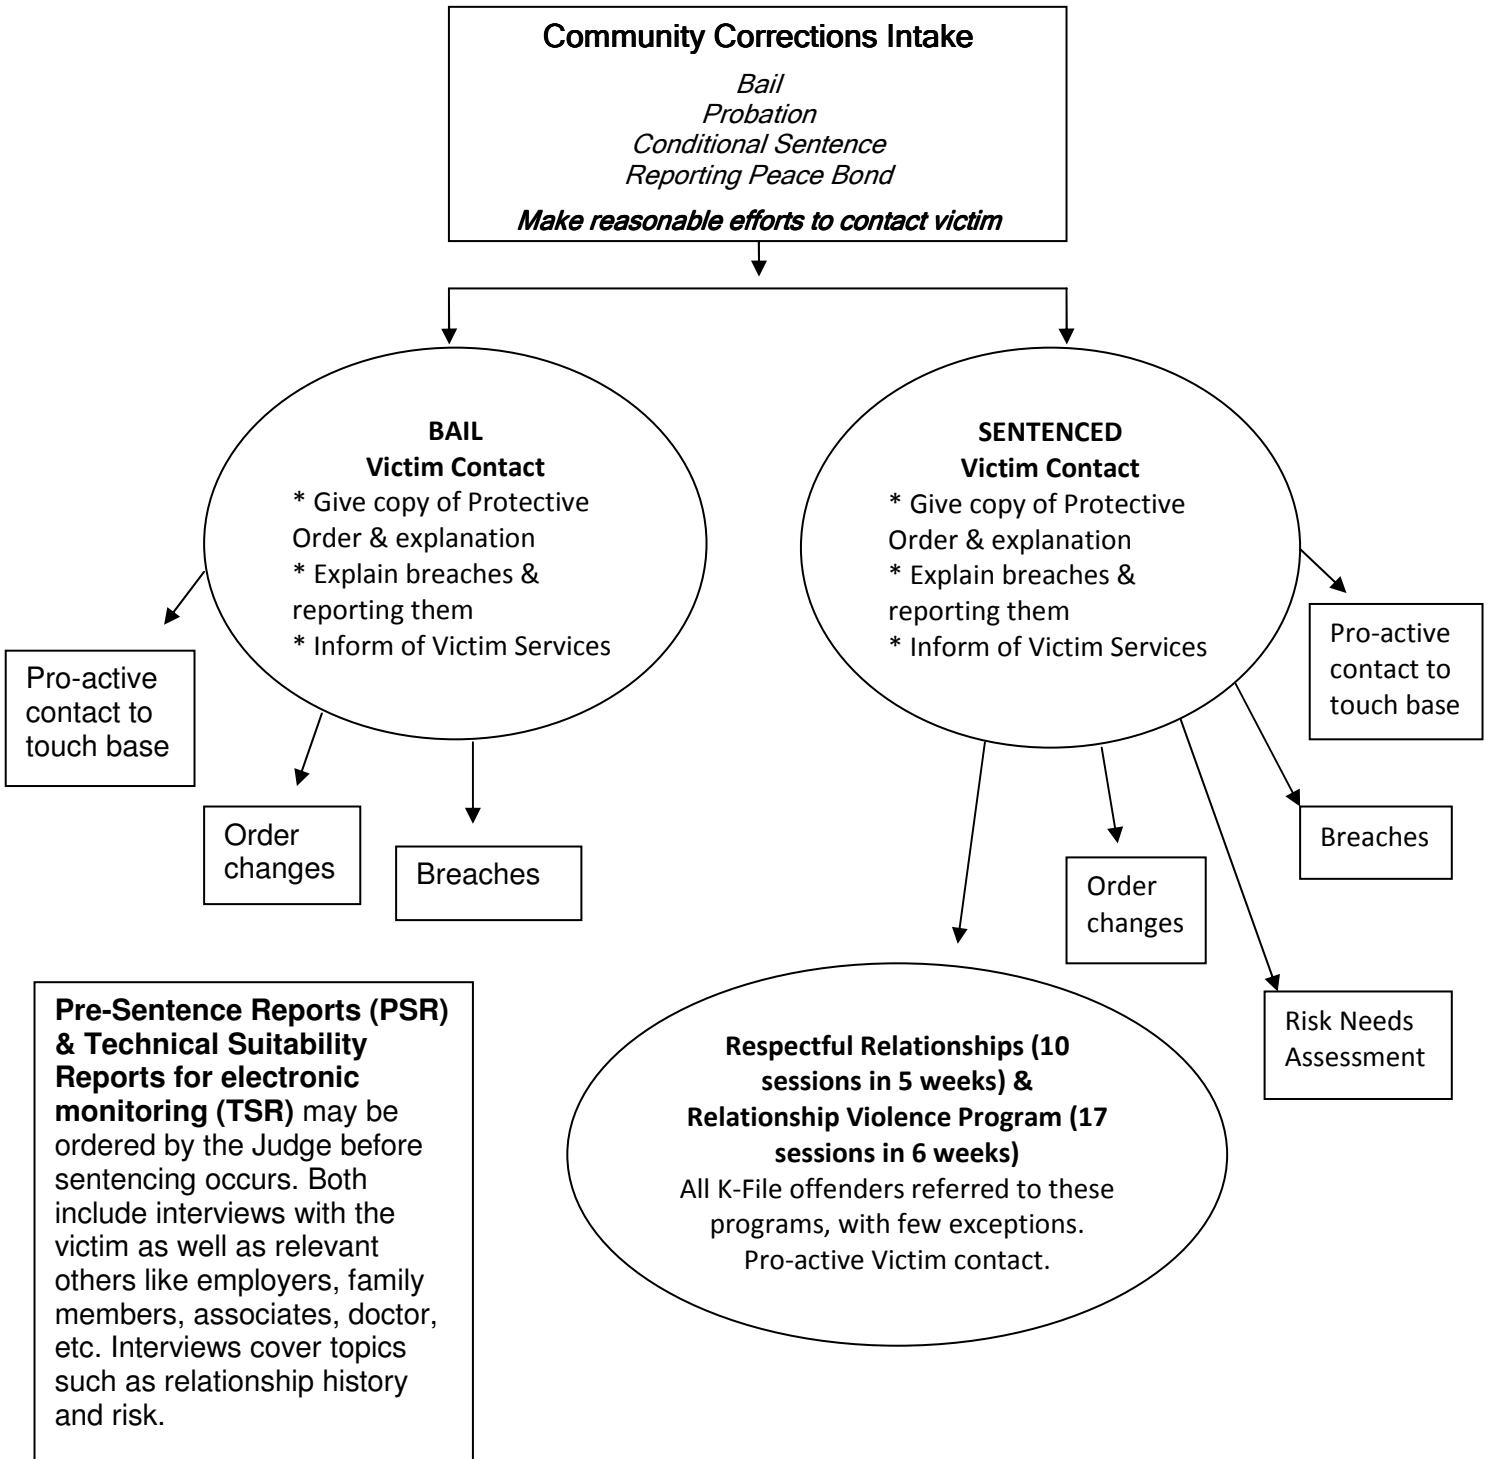 Community Corrections Intake
Bail
Probation
Conditional Sentence
Reporting Peace Bond
Make reasonable efforts to contact victim
BAIL
Victim Contact
* Give copy of Protective
Order & explanation
* Explain breaches &
reporting them
* Inform of Victim Services
SENTENCED
Victim Contact
* Give copy of Protective
Order & explanation
* Explain breaches &
reporting them
* Inform of Victim Services
Pro-active
contact to
touch base
Order
changes
Breaches
Pro-active
contact to
touch base
Breaches
Order
changes
Risk Needs
Assessment
Respectful Relationships (10
sessions in 5 weeks) &
Relationship Violence Program (17
sessions in 6 weeks)
All K-File offenders referred to these
programs, with few exceptions.
Pro-active Victim contact.
Pre-Sentence Reports (PSR)
& Technical Suitability
Reports for electronic
monitoring (TSR) may be
ordered by the Judge before
sentencing occurs. Both
include interviews with the
victim as well as relevant
others like employers, family
members, associates, doctor,
etc. Interviews cover topics
such as relationship history
and risk.